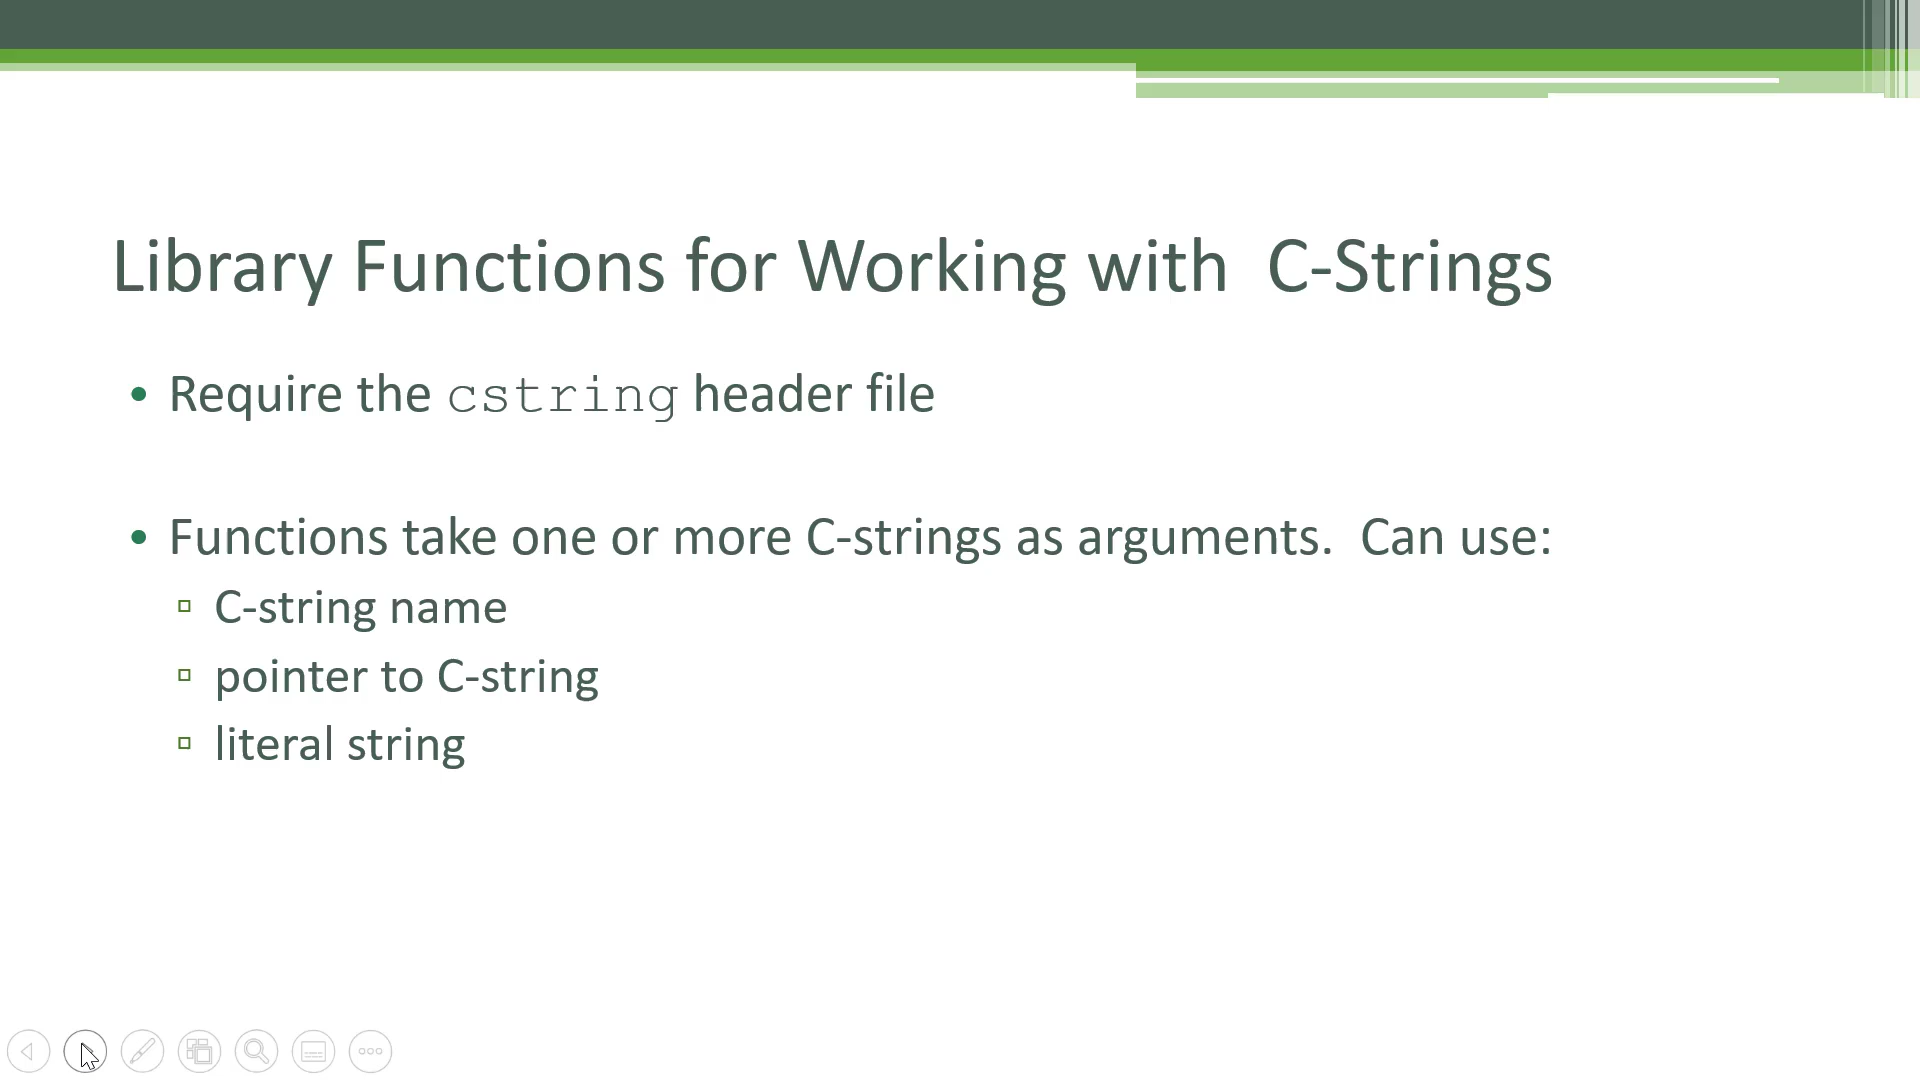 Library Functions for Working with  C-Strings
• Require the cstring header file
• Functions take one or more C-strings as arguments.  Can use:
▫ C-string name
▫ pointer to C-string
▫ literal string